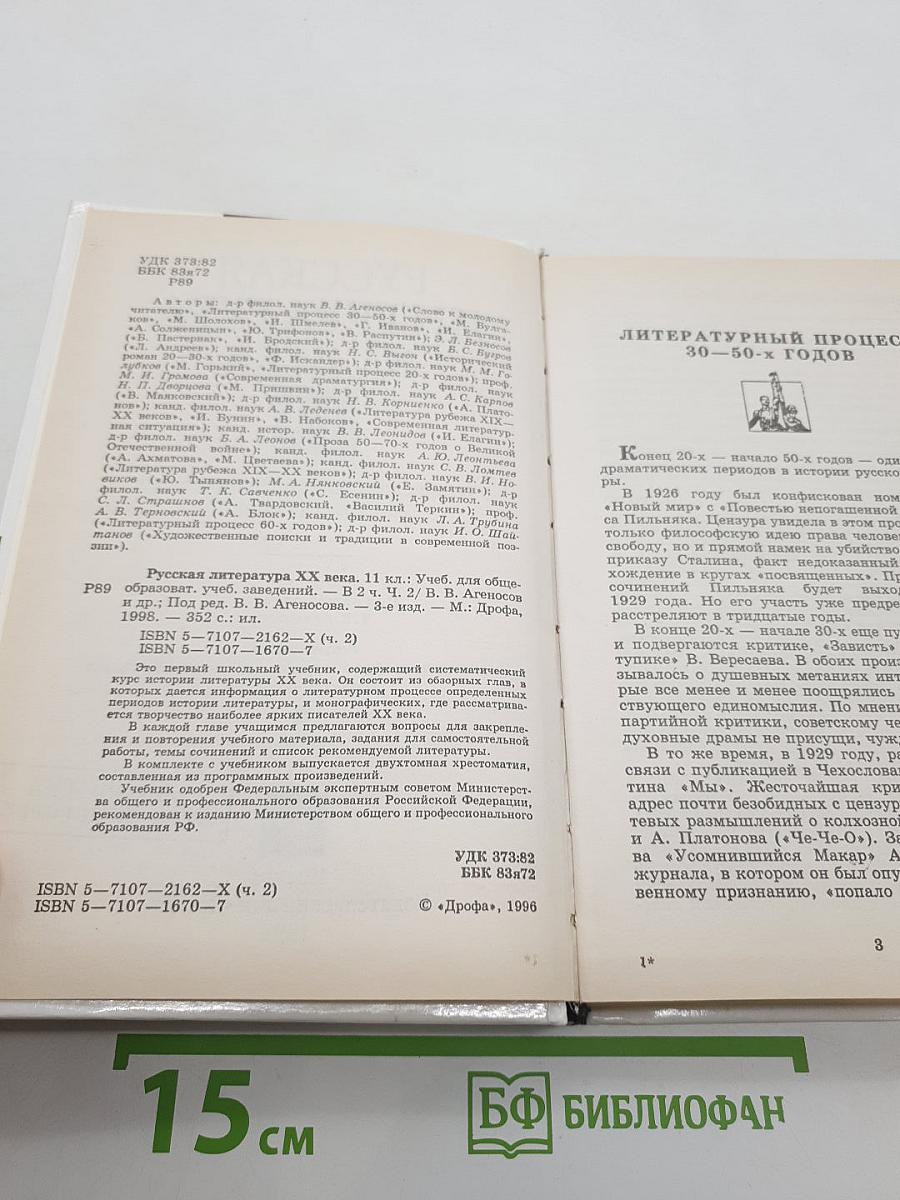 УДК 373:82
ББК 83я72
Р89
Авторы: д-р филол. наук В. В. Агеносов («Слово к молодому
читателю», «Литературный процесс 30—50-х годов», «М. Булга-
ков», «М. Шолохов», «И. Шмелев», «Г. Иванов», «И. Елагин»,
«А. Солженицын», «Ю. Трифонов», «В. Распутин»); Э. Л. Безносов
(«Б. Пастернак», «И. Бродский»); д-р филол. наук Б. С. Бугров
(«Л. Андреев»); канд. филол. наук Н. С. Выгон («Исторический
роман 20—30-х годов», «Ф. Искандер»); д-р филол. наук М. М. Го-
лубков («М. Горький», «Литературный процесс 20-х годов»); проф.
М. И. Громова («Современная драматургия»); д-р филол. наук
Н. П. Дворцова («М. Пришвин»); д-р филол. наук А. С. Карпов
(«В. Маяковский»); д-р филол. наук Н. В. Корниенко («А. Плато-
нов»); канд. филол. наук А. В. Леденев («Литература рубежа XIX—
XX веков», «И. Бунин», «В. Набоков», «Современная литератур-
ная ситуация»); канд. истор. наук В. В. Леонидов («И. Елагин»);
д-р филол. наук Б. А. Леонов («Проза 50—70-х годов о Великой
Отечественной войне»); канд. филол. наук А. Ю. Леонтьева
(«А. Ахматова», «М. Цветаева»); канд. филол. наук С. В. Ломтев
(«Литература рубежа XIX—XX веков»); д-р филол. наук В. И. Но-
виков («Ю. Тынянов»); М. А. Нянковский («Е. Замятин»); д-р
филол. наук Т. К. Савченко («С. Есенин»); д-р филол. наук
С. Л. Страшнов («А. Твардовский. «Василий Теркин»); проф.
А. В. Терновский («А. Блок»); канд. филол. наук Л. А. Трубина
(«Литературный процесс 60-х годов»); д-р филол. наук И. О. Шай-
танов («Художественные поиски и традиции в современной поэ-
зии»).
Русская литература XX века. 11 кл.: Учеб. для обще-
Р89 образоват. учеб. заведений. — В 2 ч. Ч. 2/ В. В. Агеносов
и др.; Под ред. В. В. Агеносова. — 3-е изд. — М.: Дрофа,
1998. — 352 с.: ил.
ISBN 5—7107—2162—X (ч. 2)
ISBN 5—7107—1670—7
Это первый школьный учебник, содержащий систематический
курс истории литературы XX века. Он состоит из обзорных глав, в
которых дается информация о литературном процессе определенных
периодов истории литературы, и монографических, где рассматрива-
ется творчество наиболее ярких писателей XX века.
В каждой главе учащимся предлагаются вопросы для закрепле-
ния и повторения учебного материала, задания для самостоятельной
работы, темы сочинений и список рекомендуемой литературы.
В комплекте с учебником выпускается двухтомная хрестоматия,
составленная из программных произведений.
Учебник одобрен Федеральным экспертным советом Министерст-
ва общего и профессионального образования Российской Федерации,
рекомендован к изданию Министерством общего и профессионального
образования РФ.
УДК 373:82
ББК 83я72
ISBN 5—7107—2162—X (ч. 2)
ISBN 5—7107—1670—7
© «Дрофа», 1996
ЛИТЕРАТУРНЫЙ ПРОЦЕС
30—50-х ГОДОВ
Конец 20-х — начало 50-х годов — оди
драматических периодов в истории русско
ры.
В 1926 году был конфискован ном
«Новый мир» с «Повестью непогашенной
са Пильняка. Цензура увидела в этом про
только философскую идею права челове
свободу, но и прямой намек на убийство
приказу Сталина, факт недоказанный
хождение в кругах «посвященных». Пр
сочинений Пильняка будет выход
1929 года. Но его участь уже предре
расстреляют в тридцатые годы.
В конце 20-х — начале 30-х еще пу
и подвергаются критике, «Зависть»
тупике» В. Вересаева. В обоих произ
зывалось о душевных метаниях инт
рые все менее и менее поощрялись
ствующего единомыслия. По мнени
партийной критики, советскому че
духовные драмы не присущи, чужд
В то же время, в 1929 году, ра
связи с публикацией в Чехослова
тина «Мы». Жесточайшая кри
адрес почти безобидных с цензур
тевых размышлений о колхозной
и А. Платонова («Че-Че-О»). За
ва «Усомнившийся Макар» А
журнала, в котором он был опу
венному признанию, «попало
3
1*
15 см
БФ БИБЛИОФАН